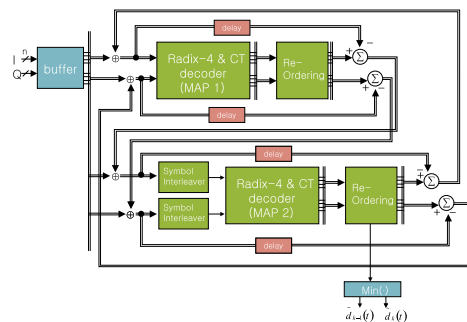 delay
I
n
Q
buffer
⊕
⊕
Radix-4 & CT
decoder
(MAP 1)
Re-
Ordering
+
−
Σ
+
−
Σ
delay
delay
⊕
⊕
Symbol
Interleaver
Symbol
Interleaver
Radix-4 & CT
decoder
(MAP 2)
Re-
Ordering
+
−
Σ
+
−
Σ
delay
Min(·)
d̄ₖ₋₁(t)
d̄ₖ(t)